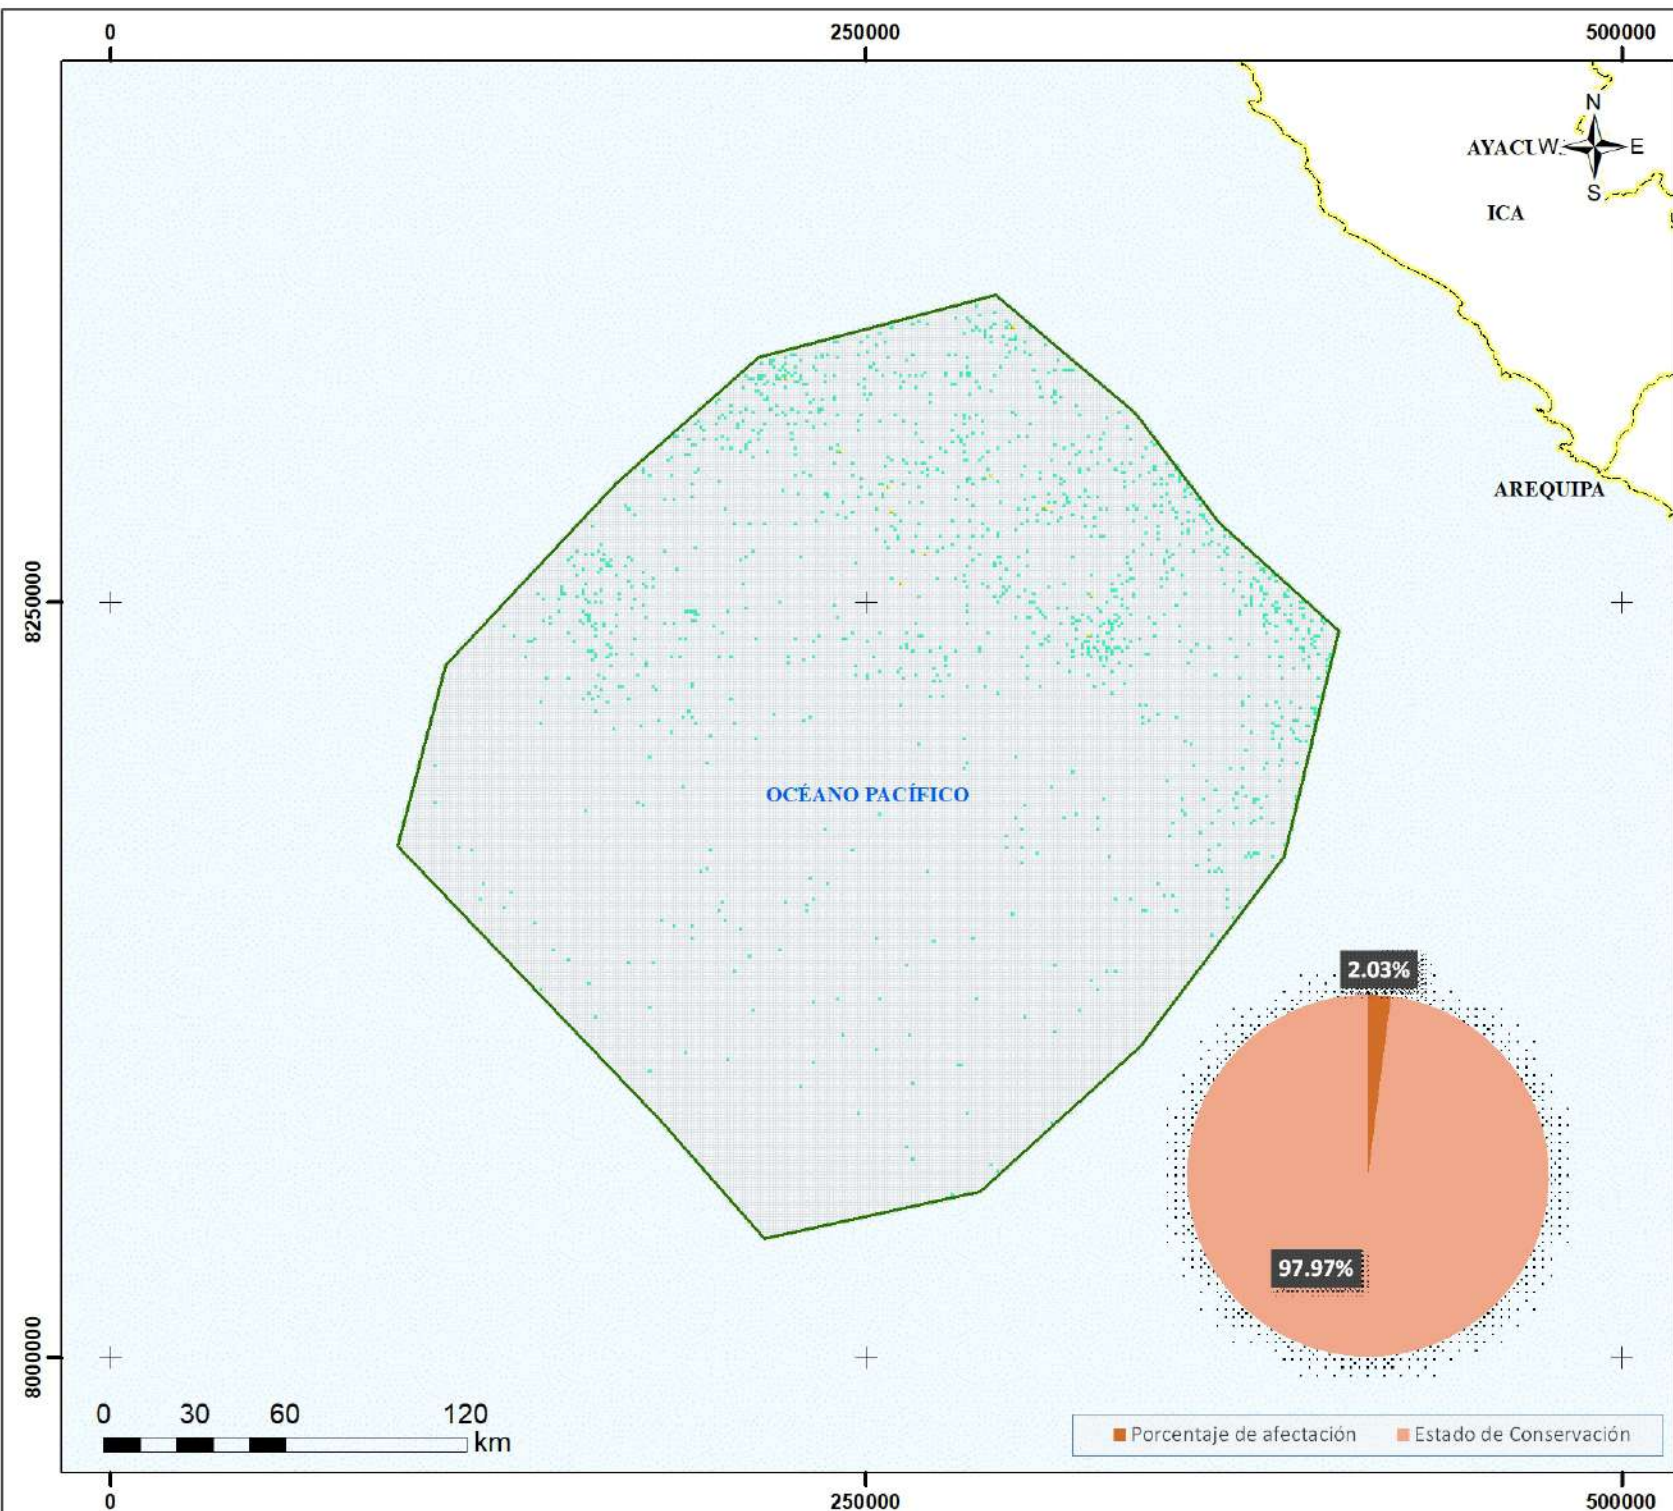 0 250000 500000
N
AYACU W E
S
ICA
AREQUIPA
8250000
OCÉANO PACÍFICO
2.03%
97.97%
8000000
0 30 60 120
km
Porcentaje de afectación Estado de Conservación
0 250000 500000